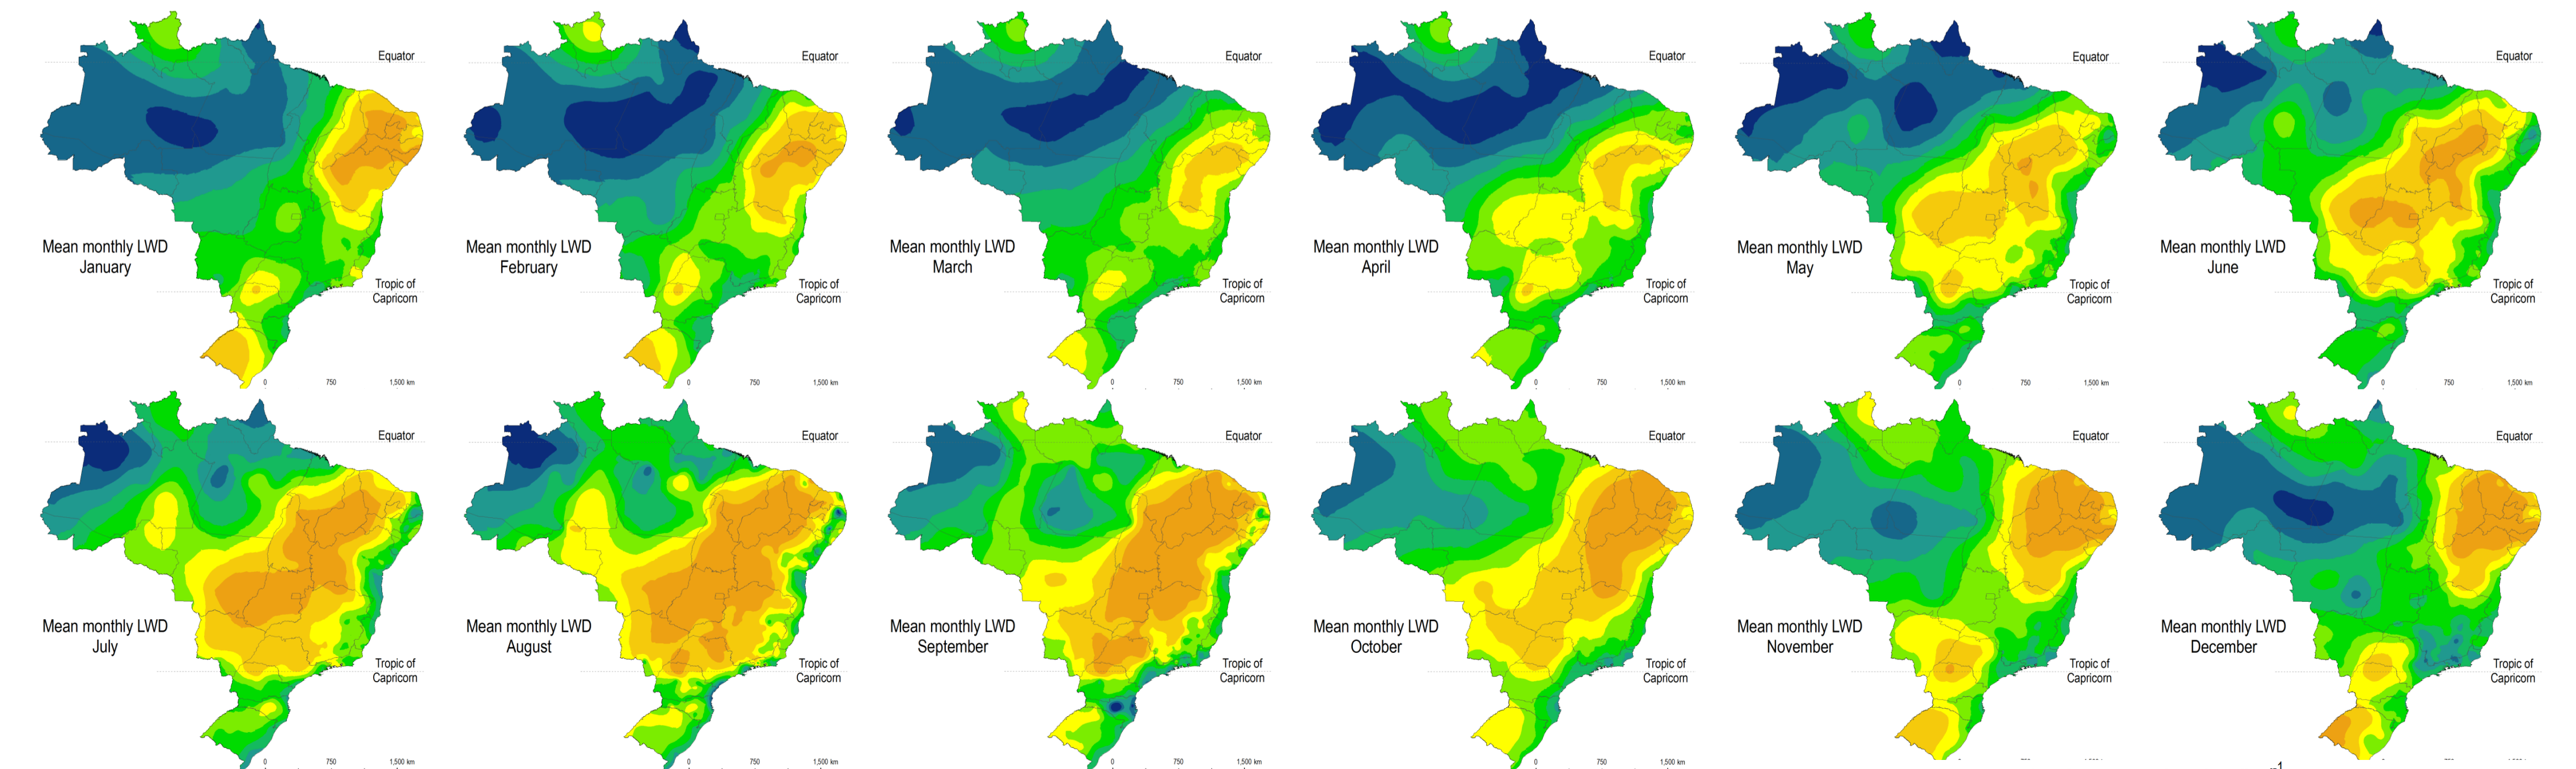 Equator
Mean monthly LWD
January
Tropic of
Capricorn
0 750 1,500 km
Equator
Mean monthly LWD
February
Tropic of
Capricorn
0 750 1,500 km
Equator
Mean monthly LWD
March
Tropic of
Capricorn
0 750 1,500 km
Equator
Mean monthly LWD
April
Tropic of
Capricorn
0 750 1,500 km
Equator
Mean monthly LWD
May
Tropic of
Capricorn
0 750 1,500 km
Equator
Mean monthly LWD
June
Tropic of
Capricorn
0 750 1,500 km
Equator
Mean monthly LWD
July
Tropic of
Capricorn
0 750 1,500 km
Equator
Mean monthly LWD
August
Tropic of
Capricorn
0 750 1,500 km
Equator
Mean monthly LWD
September
Tropic of
Capricorn
0 750 1,500 km
Equator
Mean monthly LWD
October
Tropic of
Capricorn
0 750 1,500 km
Equator
Mean monthly LWD
November
Tropic of
Capricorn
Equator
Mean monthly LWD
December
Tropic of
Capricorn